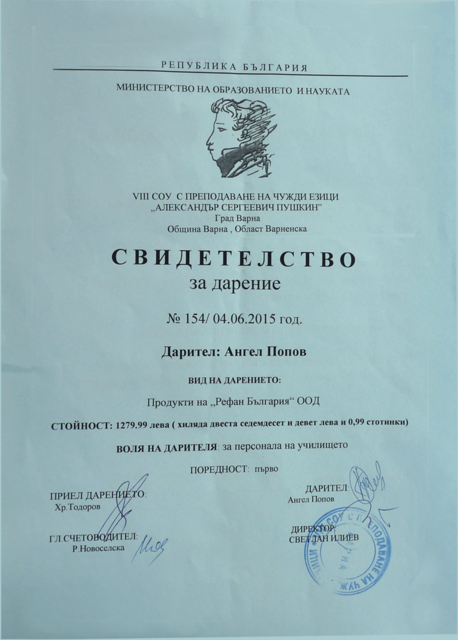 РЕПУБЛИКА БЪЛГАРИЯ
МИНИСТЕРСТВО НА ОБРАЗОВАНИЕТО И НАУКАТА
VIII СОУ С ПРЕПОДАВАНЕ НА ЧУЖДИ ЕЗИЦИ
„АЛЕКСАНДЪР СЕРГЕЕВИЧ ПУШКИН"
Град Варна
Община Варна , Област Варненска
СВИДЕТЕЛСТВО
за дарение
№ 154/ 04.06.2015 год.
Дарител: Ангел Попов
ВИД НА ДАРЕНИЕТО:
Продукти на „Рефан България" ООД
СТОЙНОСТ: 1279.99 лева ( хиляда двеста седемдесет и девет лева и 0,99 стотинки)
ВОЛЯ НА ДАРИТЕЛЯ: за персонала на училището
ПОРЕДНОСТ: първо
ПРИЕЛ ДАРЕНИЕТО:
Хр.Тодоров
ДАРИТЕЛ:
Ангел Попов
ГЛ.СЧЕТОВОДИТЕЛ:
Р.Новоселска
ДИРЕКТОР:
СВЕТЛАН ИЛИЕВ